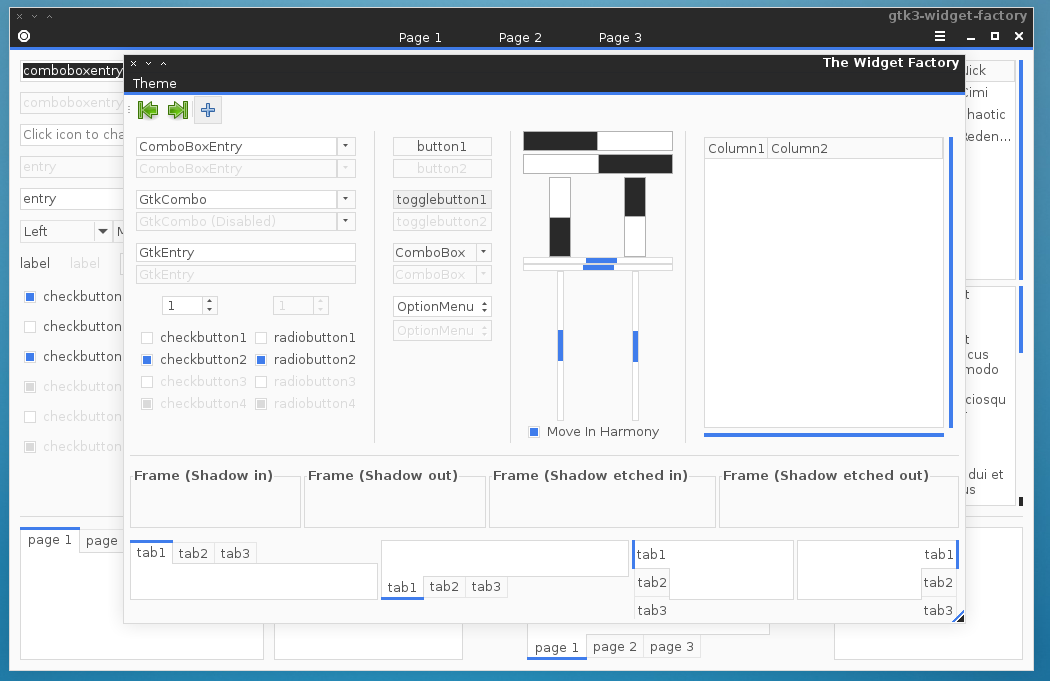 gtk3-widget-factory
Page 1 Page 2 Page 3
The Widget Factory
Theme
comboboxentry
comboboxentry
Click icon to cha
entry
entry
Left
label label
checkbutton
checkbutton
checkbutton
checkbutton
checkbutton
checkbutton
ComboBoxEntry
ComboBoxEntry
GtkCombo
GtkCombo (Disabled)
GtkEntry
GtkEntry
1 1
checkbutton1 radiobutton1
checkbutton2 radiobutton2
checkbutton3 radiobutton3
checkbutton4 radiobutton4
button1
button2
togglebutton1
togglebutton2
ComboBox
ComboBox
OptionMenu
OptionMenu
Move In Harmony
Column1 Column2
Cimi
haotic
Reden...
cus
modo
ciosqu
dui et
us
Frame (Shadow in) Frame (Shadow out) Frame (Shadow etched in) Frame (Shadow etched out)
page 1 page
tab1 tab2 tab3
tab1 tab2 tab3
tab1
tab2
tab3
tab1
tab2
tab3
page 1 page 2 page 3